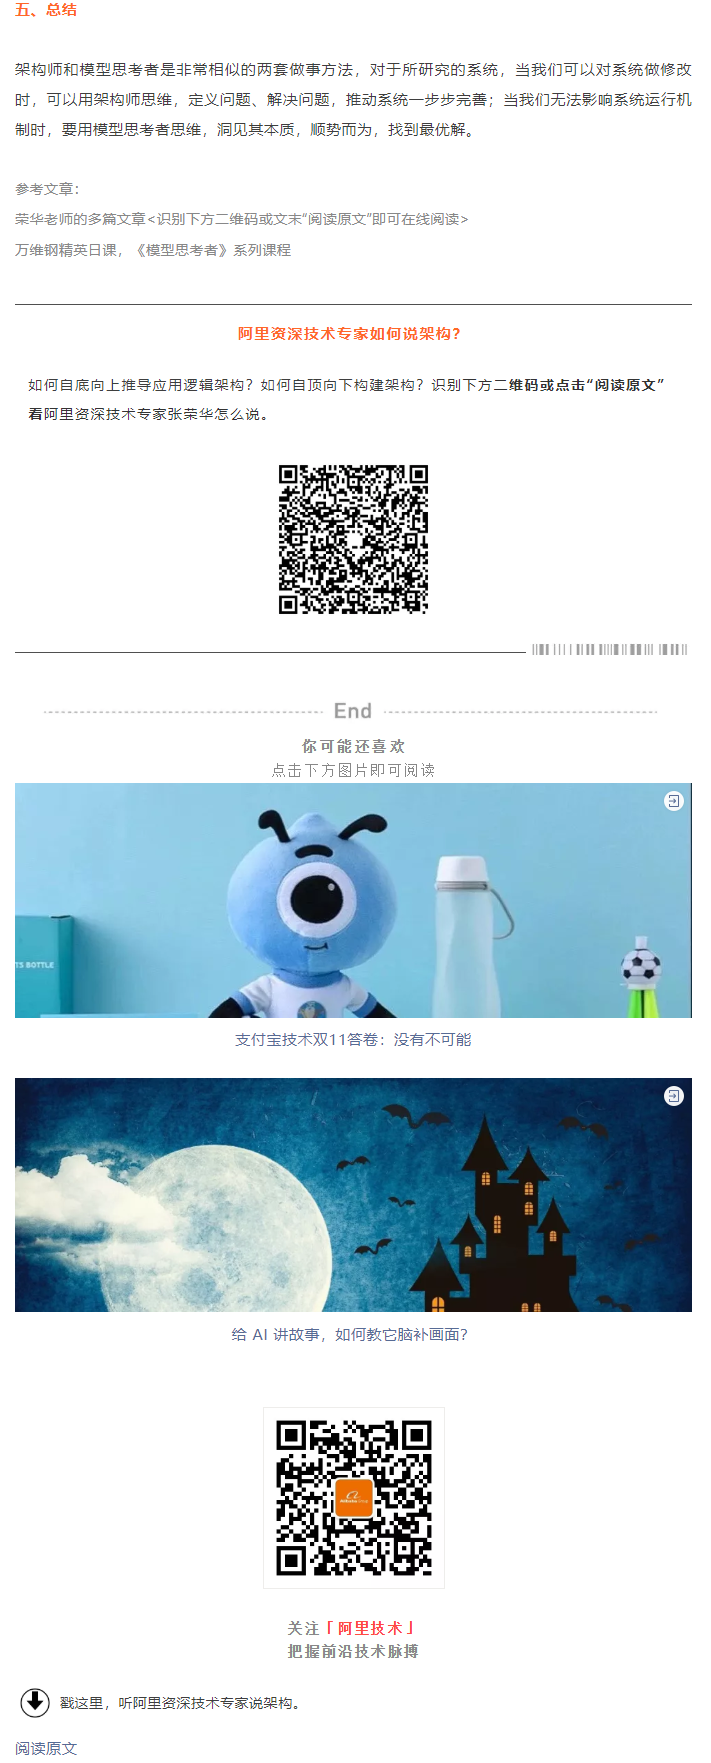 五、总结
架构师和模型思考者是非常相似的两套做事方法，对于所研究的系统，当我们可以对系统做修改
时，可以用架构师思维，定义问题、解决问题，推动系统一步步完善；当我们无法影响系统运行机
制时，要用模型思考者思维，洞见其本质，顺势而为，找到最优解。
参考文章：
荣华老师的多篇文章<识别下方二维码或文末“阅读原文”即可在线阅读>
万维钢精英日课，《模型思考者》系列课程
阿里资深技术专家如何说架构？
如何自底向上推导应用逻辑架构？如何自顶向下构建架构？识别下方二维码或点击“阅读原文”
看阿里资深技术专家张荣华怎么说。
End
你可能还喜欢
点击下方图片即可阅读
TS BOTTLE
支付宝技术双11答卷：没有不可能
给 AI 讲故事，如何教它脑补画面？
关注「阿里技术」
把握前沿技术脉搏
戳这里，听阿里资深技术专家说架构。
阅读原文